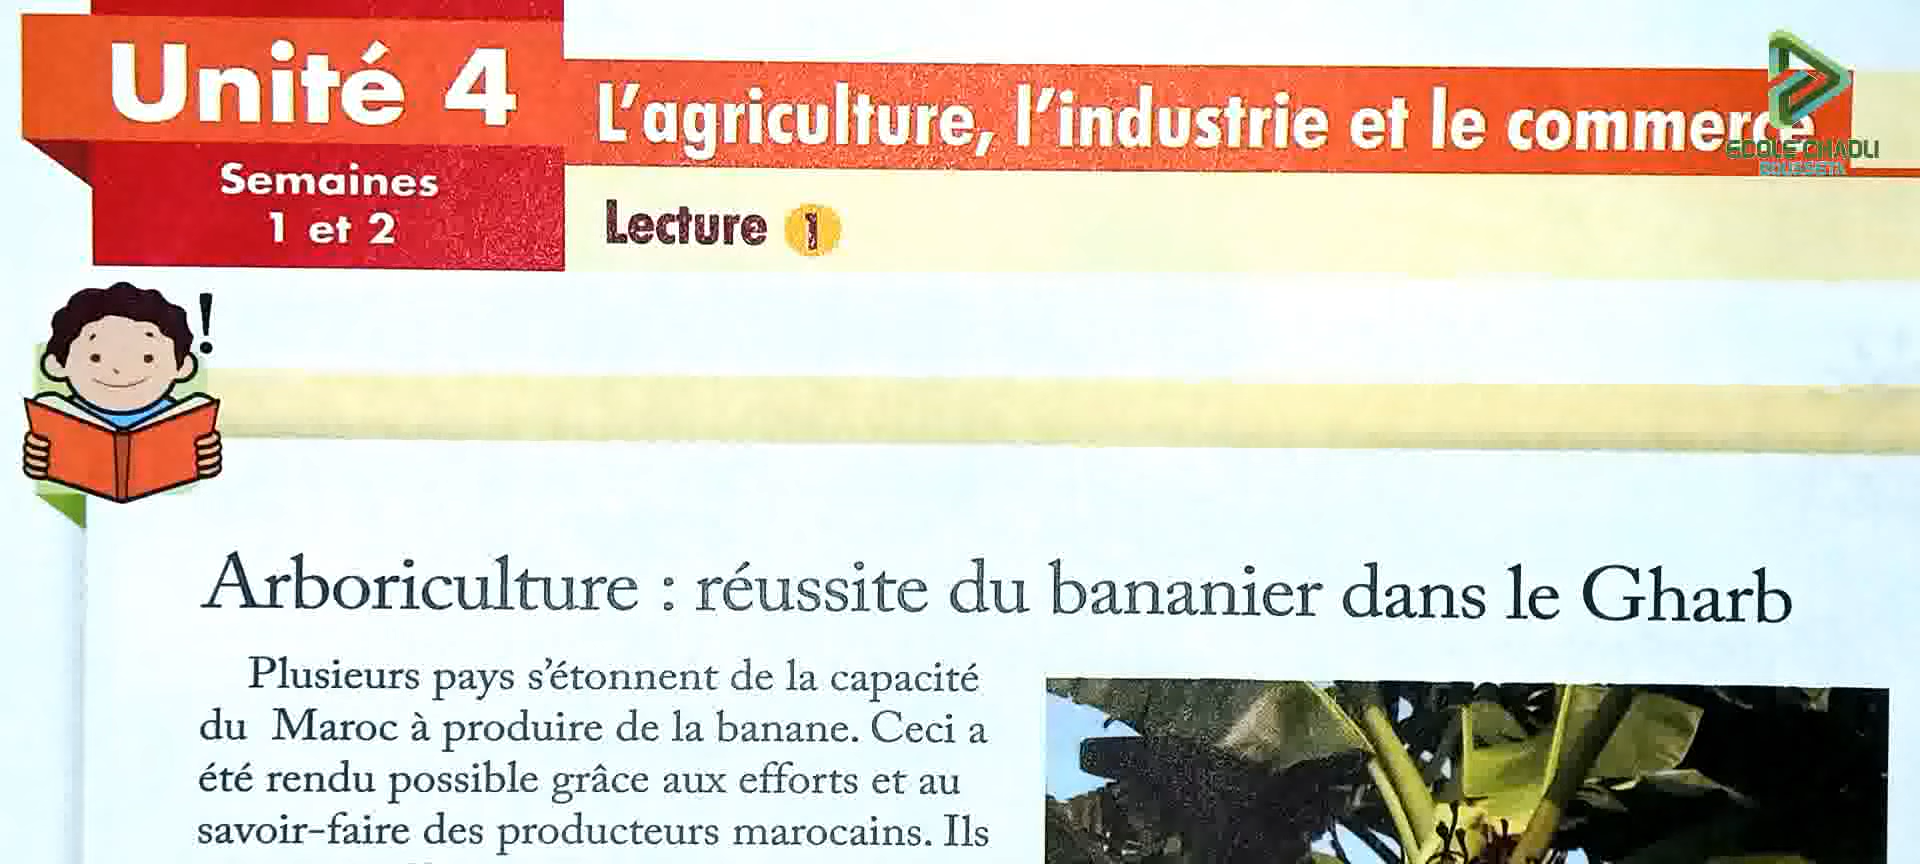 Unité 4
L'agriculture, l'industrie et le commerce
ECOLE CHAOLI
Semaines
1 et 2
Lecture 1
!
Arboriculture : réussite du bananier dans le Gharb
Plusieurs pays s'étonnent de la capacité
du Maroc à produire de la banane. Ceci a
été rendu possible grâce aux efforts et au
savoir-faire des producteurs marocains. Ils